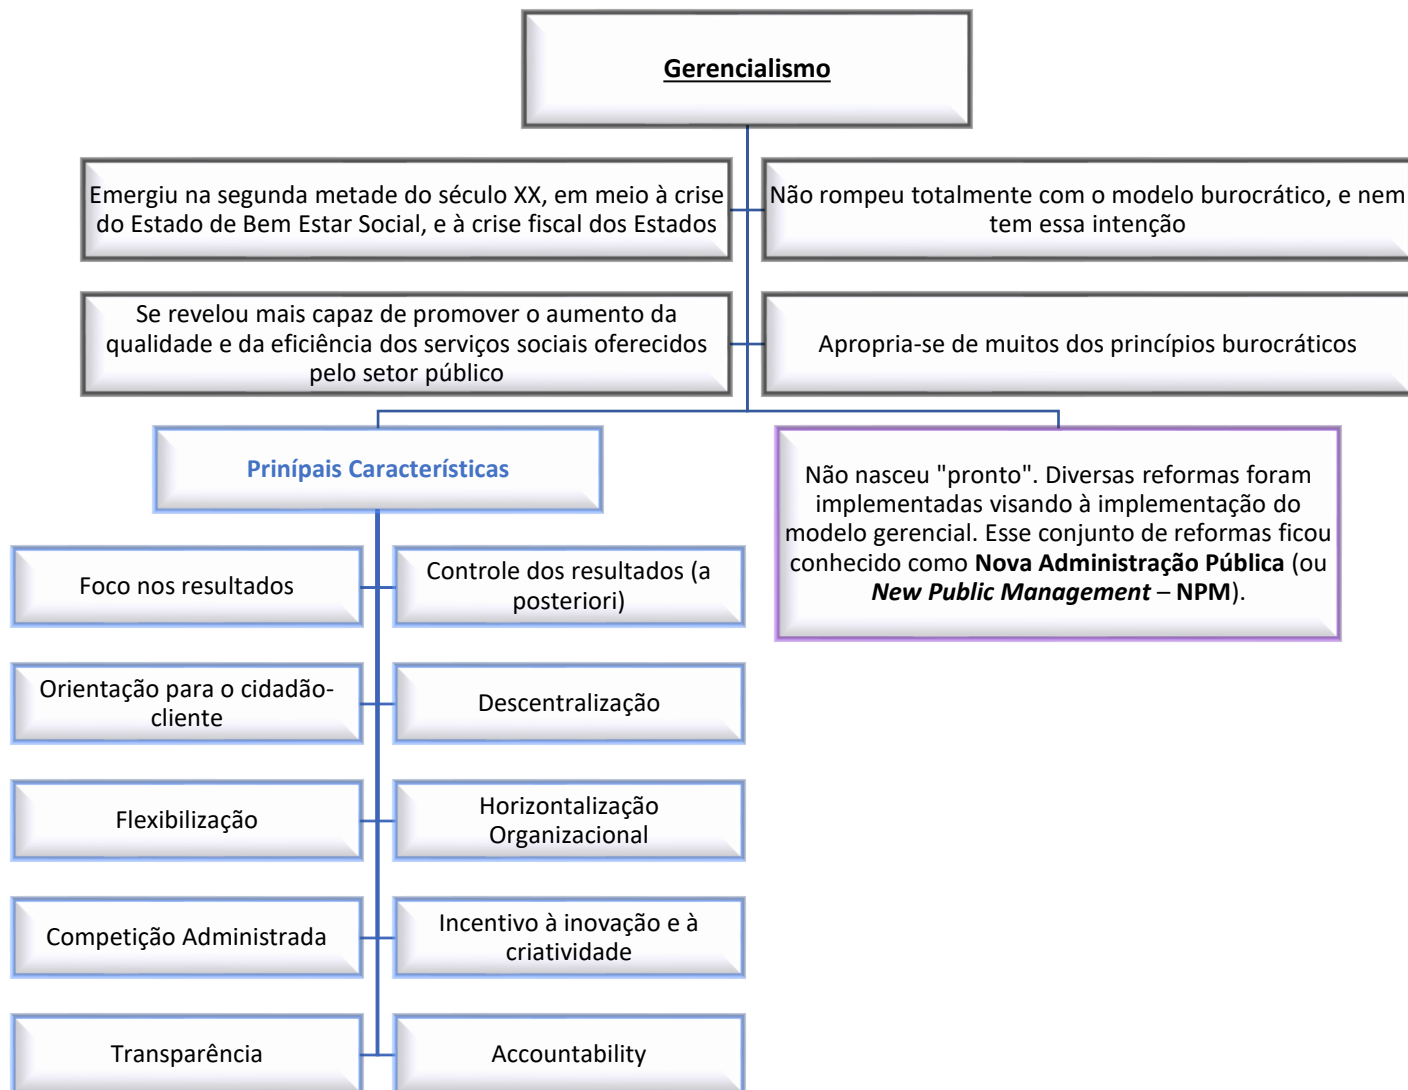 Gerencialismo
Emergiu na segunda metade do século XX, em meio à crise
do Estado de Bem Estar Social, e à crise fiscal dos Estados
Não rompeu totalmente com o modelo burocrático, e nem
tem essa intenção
Se revelou mais capaz de promover o aumento da
qualidade e da eficiência dos serviços sociais oferecidos
pelo setor público
Apropria-se de muitos dos princípios burocráticos
Prinípais Características
Não nasceu "pronto". Diversas reformas foram
implementadas visando à implementação do
modelo gerencial. Esse conjunto de reformas ficou
conhecido como Nova Administração Pública (ou
New Public Management – NPM).
Foco nos resultados
Controle dos resultados (a
posteriori)
Orientação para o cidadão-
cliente
Descentralização
Flexibilização
Horizontalização
Organizacional
Competição Administrada
Incentivo à inovação e à
criatividade
Transparência
Accountability